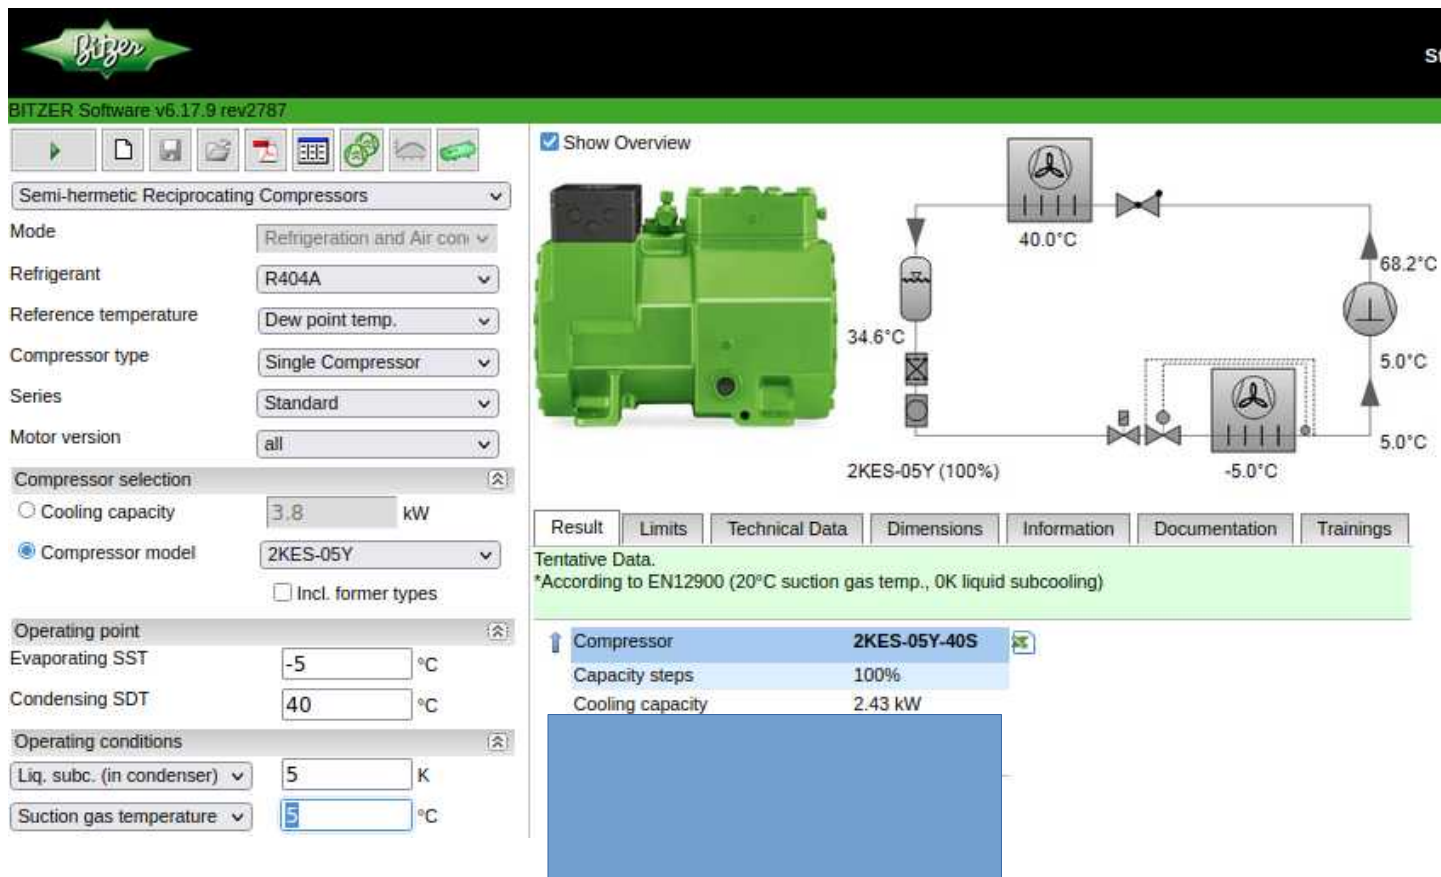 Bitzer
St
BITZER Software v6.17.9 rev2787
Semi-hermetic Reciprocating Compressors
Mode
Refrigeration and Air con
Refrigerant
R404A
Reference temperature
Dew point temp.
Compressor type
Single Compressor
Series
Standard
Motor version
all
Compressor selection
Cooling capacity
3.8
kW
Compressor model
2KES-05Y
Incl. former types
Operating point
Evaporating SST
-5
°C
Condensing SDT
40
°C
Operating conditions
Liq. subc. (in condenser)
5
K
Suction gas temperature
5
°C
Show Overview
40.0°C
68.2°C
34.6°C
5.0°C
5.0°C
2KES-05Y (100%)
-5.0°C
Result Limits Technical Data Dimensions Information Documentation Trainings
Tentative Data.
*According to EN12900 (20°C suction gas temp., 0K liquid subcooling)
Compressor 2KES-05Y-40S
Capacity steps 100%
Cooling capacity 2.43 kW